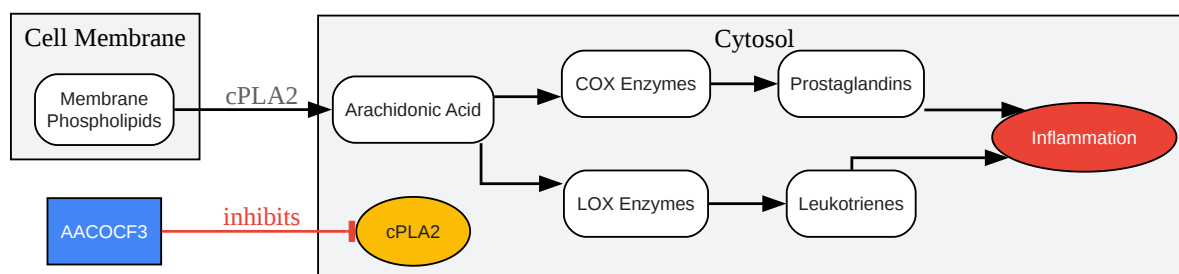 Cell Membrane
Membrane
Phospholipids
cPLA2
Cytosol
Arachidonic Acid
COX Enzymes
Prostaglandins
LOX Enzymes
Leukotrienes
Inflammation
AACOCF3
inhibits
cPLA2